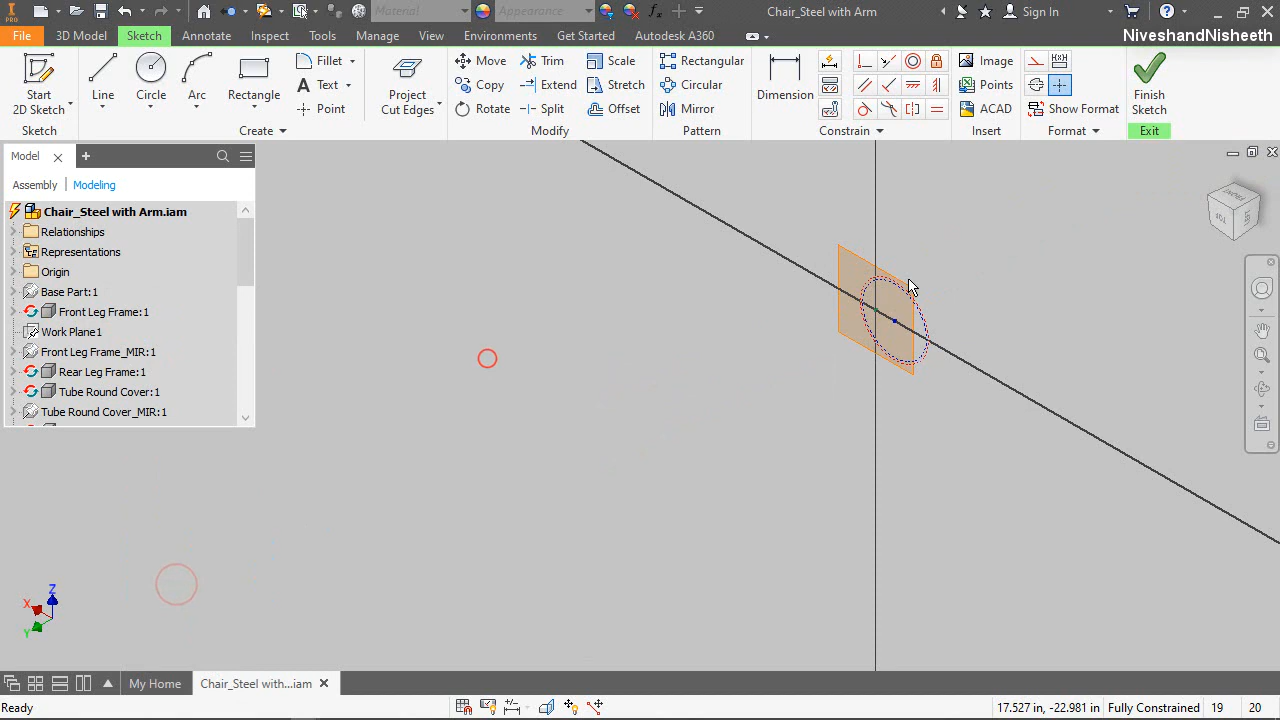 PRO
Material
Appearance
Chair_Steel with Arm
Sign In
File
3D Model
Sketch
Annotate
Inspect
Tools
Manage
View
Environments
Get Started
Autodesk A360
NiveshandNisheeth
Start
2D Sketch
Line
Circle
Arc
Rectangle
Fillet
Text
Point
Project
Cut Edges
Move
Copy
Rotate
Trim
Extend
Split
Scale
Stretch
Offset
Rectangular
Circular
Mirror
Dimension
Image
Points
ACAD
Show Format
Finish
Sketch
Sketch
Create
Modify
Pattern
Constrain
Insert
Format
Exit
Model
Assembly
Modeling
Chair_Steel with Arm.iam
Relationships
Representations
Origin
Base Part:1
Front Leg Frame:1
Work Plane1
Front Leg Frame_MIR:1
Rear Leg Frame:1
Tube Round Cover:1
Tube Round Cover_MIR:1
Z
X
Y
My Home
Chair_Steel with...iam
Ready
17.527 in, -22.981 in
Fully Constrained
19
20